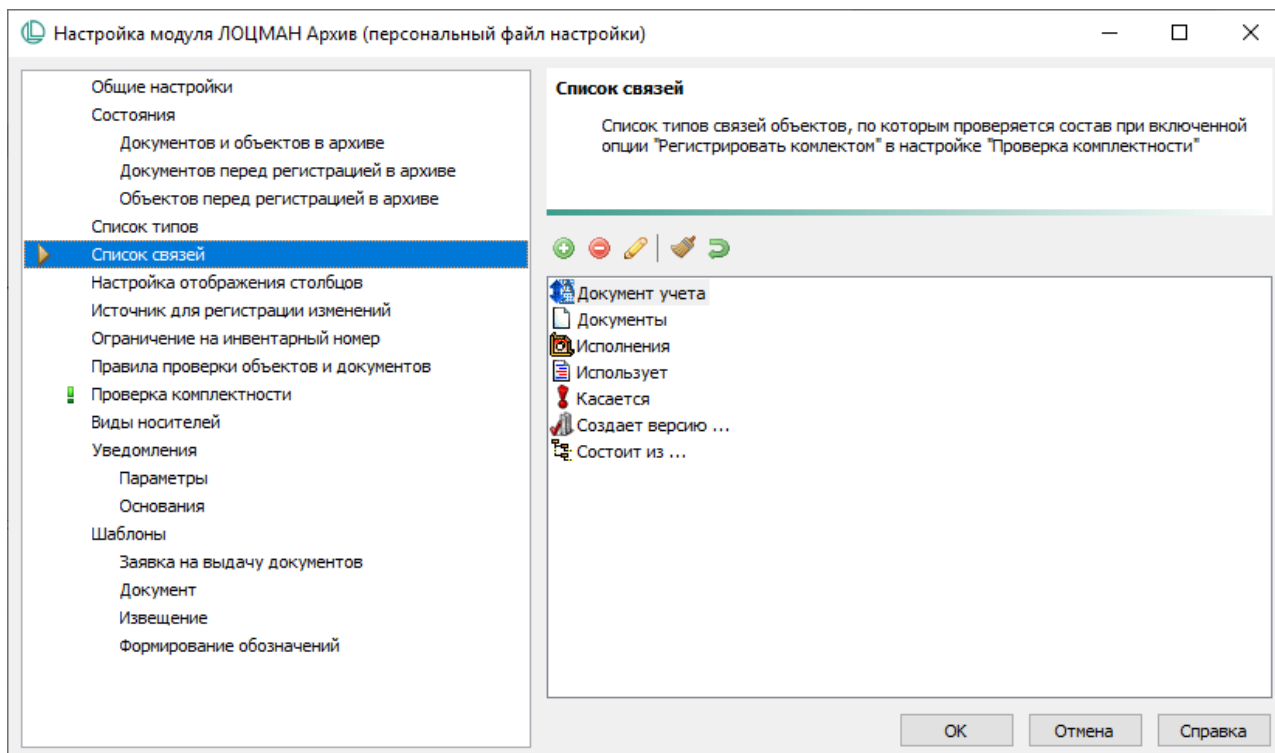 Настройка модуля ЛОЦМАН Архив (персональный файл настройки)
Общие настройки
Состояния
Документов и объектов в архиве
Документов перед регистрацией в архиве
Объектов перед регистрацией в архиве
Список типов
Список связей
Настройка отображения столбцов
Источник для регистрации изменений
Ограничение на инвентарный номер
Правила проверки объектов и документов
Проверка комплектности
Виды носителей
Уведомления
Параметры
Основания
Шаблоны
Заявка на выдачу документов
Документ
Извещение
Формирование обозначений
Список связей
Список типов связей объектов, по которым проверяется состав при включенной
опции "Регистрировать комлектом" в настройке "Проверка комплектности"
Документ учета
Документы
Исполнения
Использует
Касается
Создает версию ...
Состоит из ...
ОК
Отмена
Справка